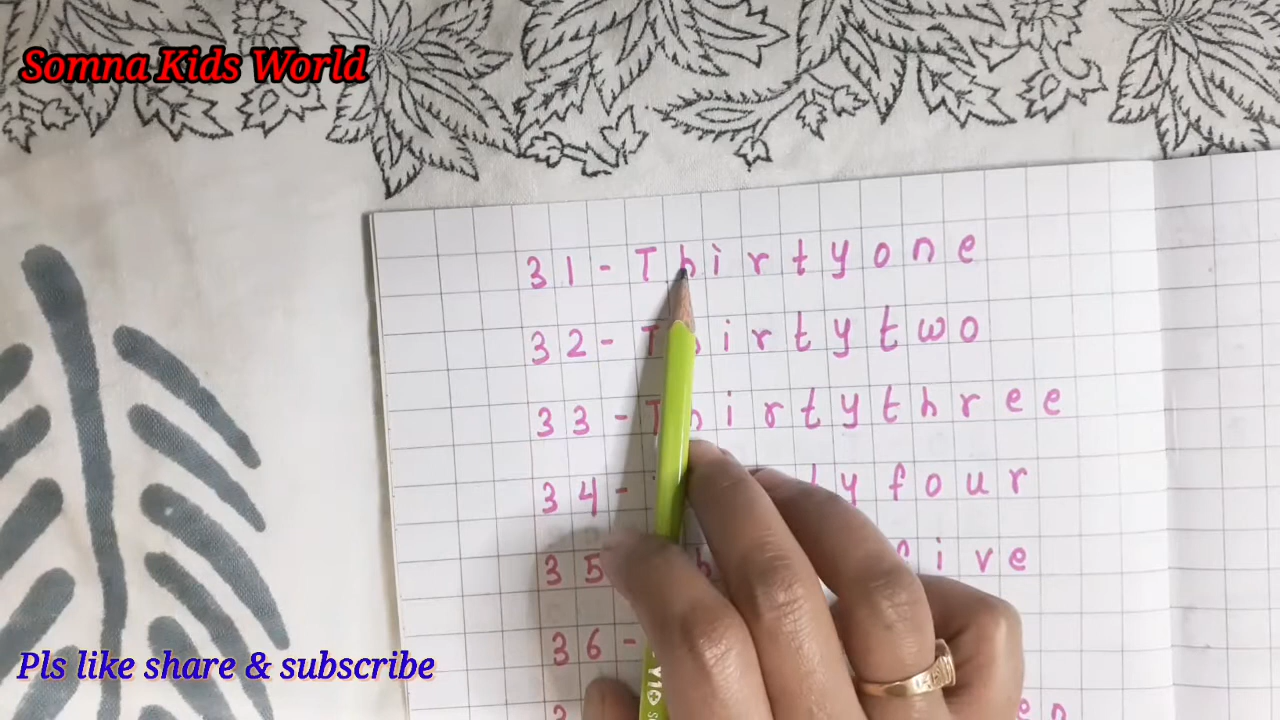 Somna Kids World
31-Thirtyone
32-Thirtytwo
33-Thirtythree
34-
four
35
ive
36-
Pls like share & subscribe